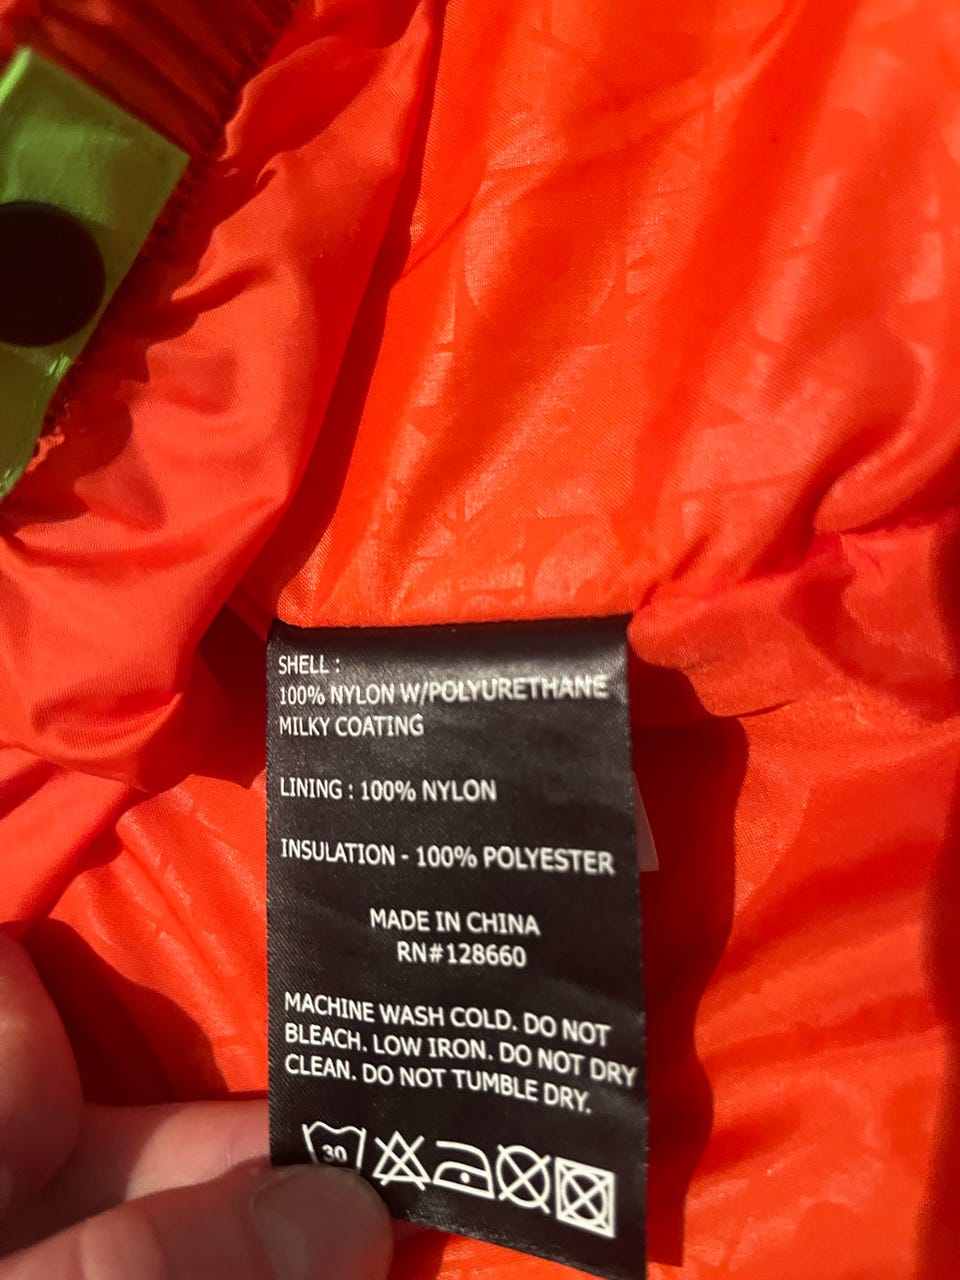 SHELL :
100% NYLON W/POLYURETHANE
MILKY COATING
LINING : 100% NYLON
INSULATION - 100% POLYESTER
MADE IN CHINA
RN#128660
MACHINE WASH COLD. DO NOT
BLEACH. LOW IRON. DO NOT DRY
CLEAN. DO NOT TUMBLE DRY.
30